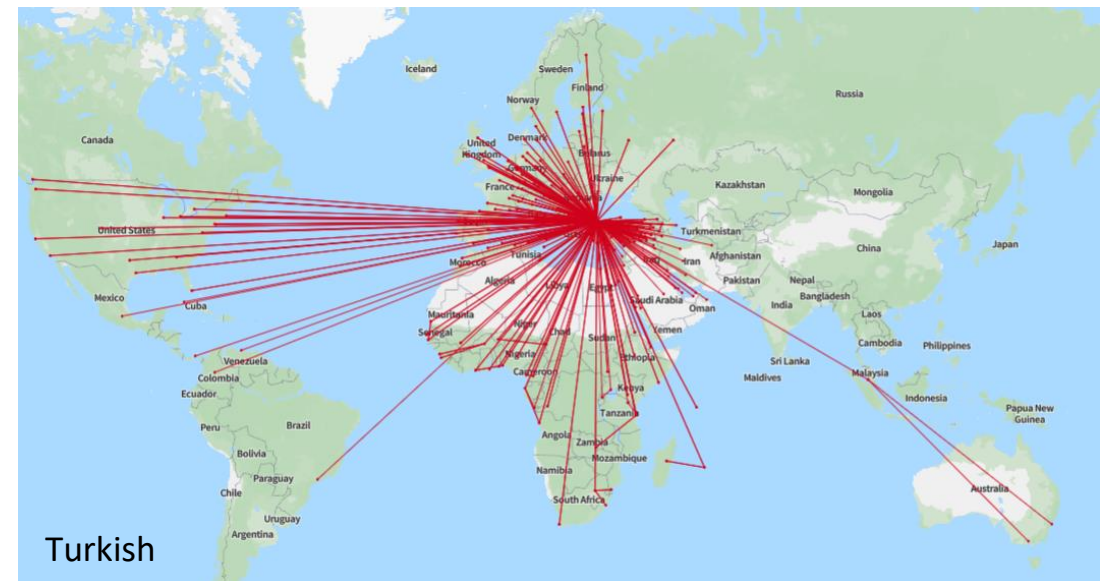 Iceland
Sweden
Finland
Norway
Russia
Canada
United
Kingdom
Denmark
Belarus
Germany
Ukraine
France
Kazakhstan
Mongolia
United States
Turkmenistan
Japan
Morocco
Tunisia
Iraq
Iran
Afghanistan
China
Algeria
Libya
Egypt
Pakistan
Nepal
Mexico
Cuba
Saudi Arabia
Oman
India
Bangladesh
Laos
Mauritania
Niger
Chad
Sudan
Yemen
Senegal
Cambodia
Philippines
Venezuela
Nigeria
Ethiopia
Sri Lanka
Colombia
Cameroon
Maldives
Malaysia
Ecuador
Kenya
Indonesia
Peru
Brazil
Tanzania
Papua New
Guinea
Angola
Zambia
Bolivia
Mozambique
Namibia
Paraguay
Chile
South Africa
Australia
Uruguay
Argentina
Turkish